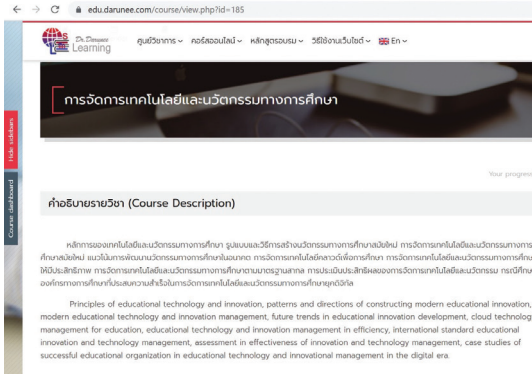 edu.darunee.com/course/view.php?id=185
Dr.Darunee
Learning
ศูนย์วิชาการ คอร์สออนไลน์ หลักสูตรอบรม วิธีใช้งานเว็บไซต์ En
การจัดการเทคโนโลยีและนวัตกรรมทางการศึกษา
Hide sidebars
Your progress
Course dashboard
คำอธิบายรายวิชา (Course Description)
หลักการของเทคโนโลยีและนวัตกรรมทางการศึกษา รูปแบบและวิธีการสร้างนวัตกรรมทางการศึกษาสมัยใหม่ การจัดการเทคโนโลยีและนวัตกรรมทางการ
ศึกษาสมัยใหม่ แนวโน้มการพัฒนานวัตกรรมทางการศึกษาในอนาคต การจัดการเทคโนโลยีคลาวด์เพื่อการศึกษา การจัดการเทคโนโลยีและนวัตกรรมทางการศึกษ
ให้มีประสิทธิภาพ การจัดการเทคโนโลยีและนวัตกรรมทางการศึกษาตามมาตรฐานสากล การประเมินประสิทธิผลของการจัดการเทคโนโลยีและนวัตกรรม กรณีศึกษ
องค์กรทางการศึกษาที่ประสบความสำเร็จในการจัดการเทคโนโลยีและนวัตกรรมทางการศึกษายุคดิจิทัล
Principles of educational technology and innovation, patterns and directions of constructing modern educational innovation,
modern educational technology and innovation management, future trends in educational innovation development, cloud technolog
management for education, educational technology and innovation management in efficiency, international standard educational
innovation and technology management, assessment in effectiveness of innovation and technology management, case studies of
successful educational organization in educational technology and innovational management in the digital era.